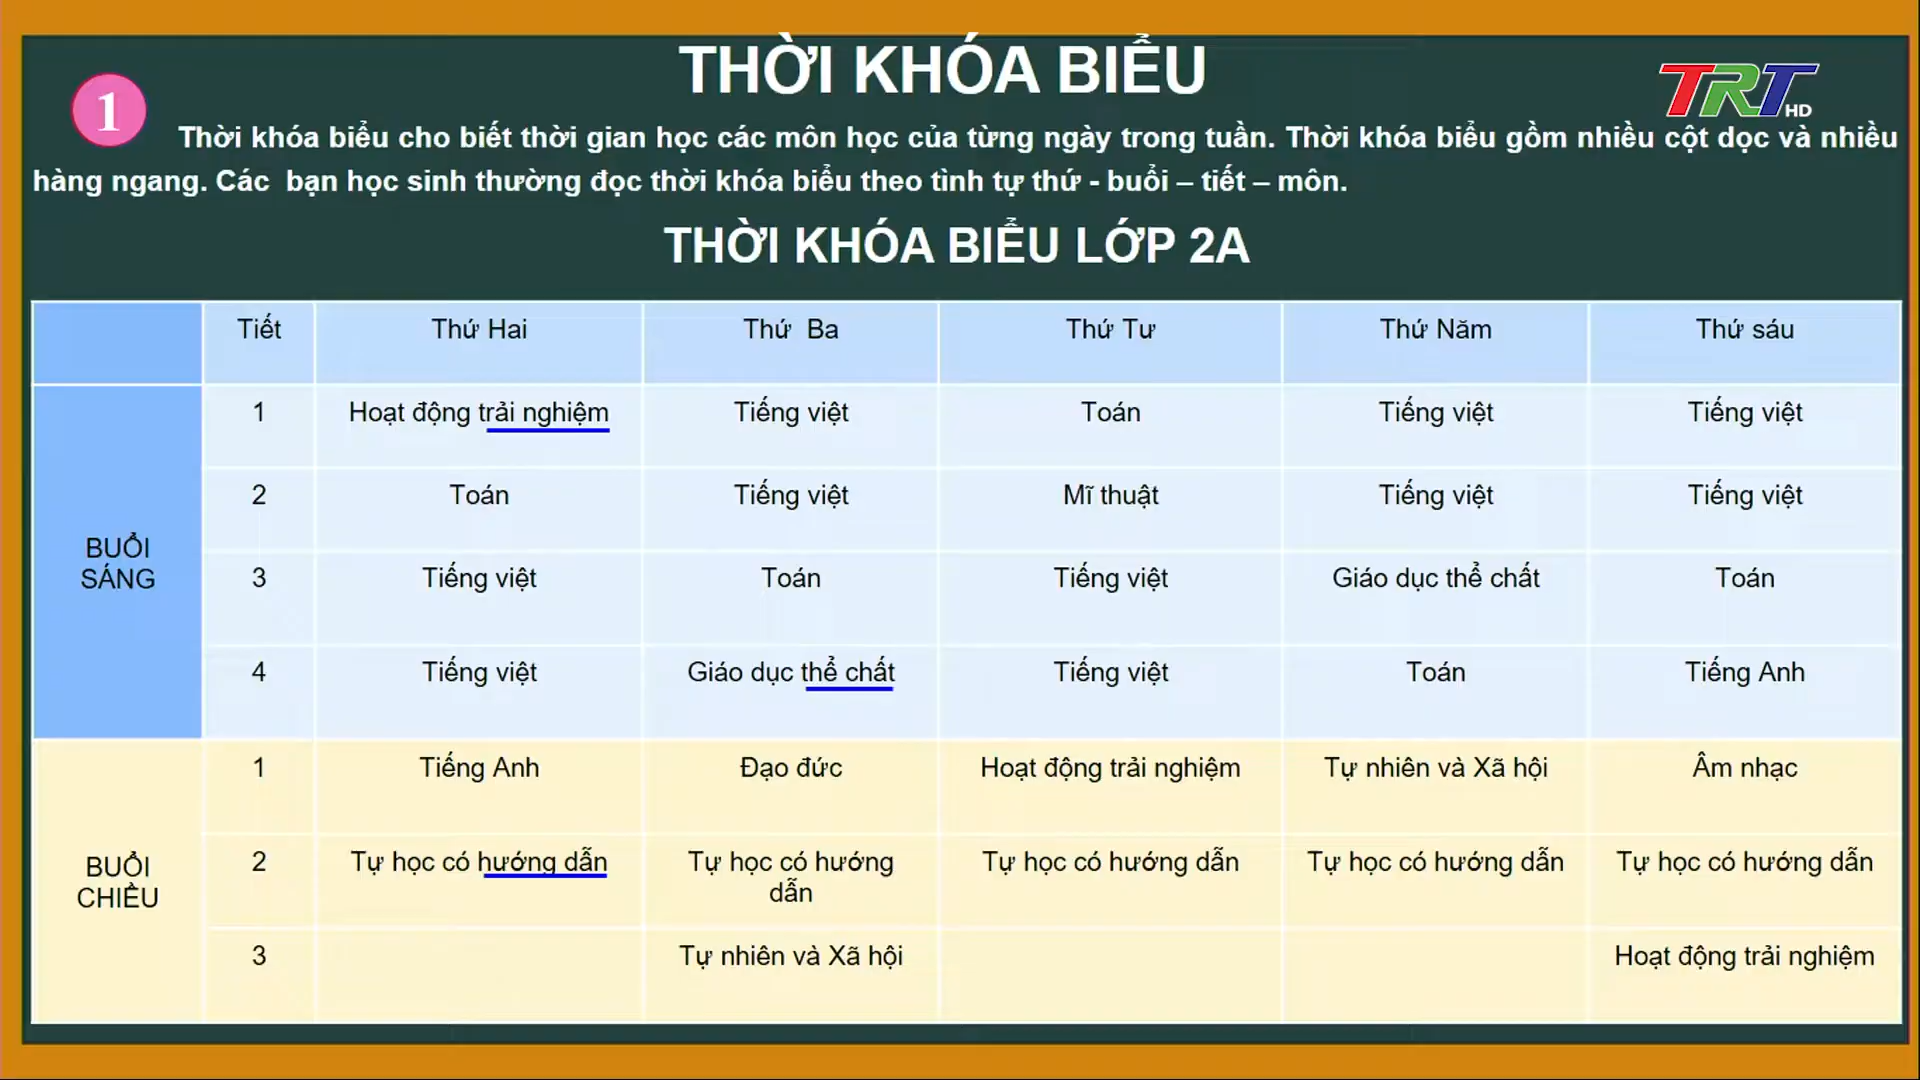 THỜI KHÓA BIỂU
TRT HD
1
Thời khóa biểu cho biết thời gian học các môn học của từng ngày trong tuần. Thời khóa biểu gồm nhiều cột dọc và nhiều
hàng ngang. Các bạn học sinh thường đọc thời khóa biểu theo tình tự thứ - buổi – tiết – môn.
THỜI KHÓA BIỂU LỚP 2A
Tiết Thứ Hai Thứ Ba Thứ Tư Thứ Năm Thứ sáu
BUỔI
SÁNG
1 Hoạt động trải nghiệm Tiếng việt Toán Tiếng việt Tiếng việt
2 Toán Tiếng việt Mĩ thuật Tiếng việt Tiếng việt
3 Tiếng việt Toán Tiếng việt Giáo dục thể chất Toán
4 Tiếng việt Giáo dục thể chất Tiếng việt Toán Tiếng Anh
BUỔI
CHIỀU
1 Tiếng Anh Đạo đức Hoạt động trải nghiệm Tự nhiên và Xã hội Âm nhạc
2 Tự học có hướng dẫn Tự học có hướng dẫn Tự học có hướng dẫn Tự học có hướng dẫn Tự học có hướng dẫn
3 Tự nhiên và Xã hội Hoạt động trải nghiệm